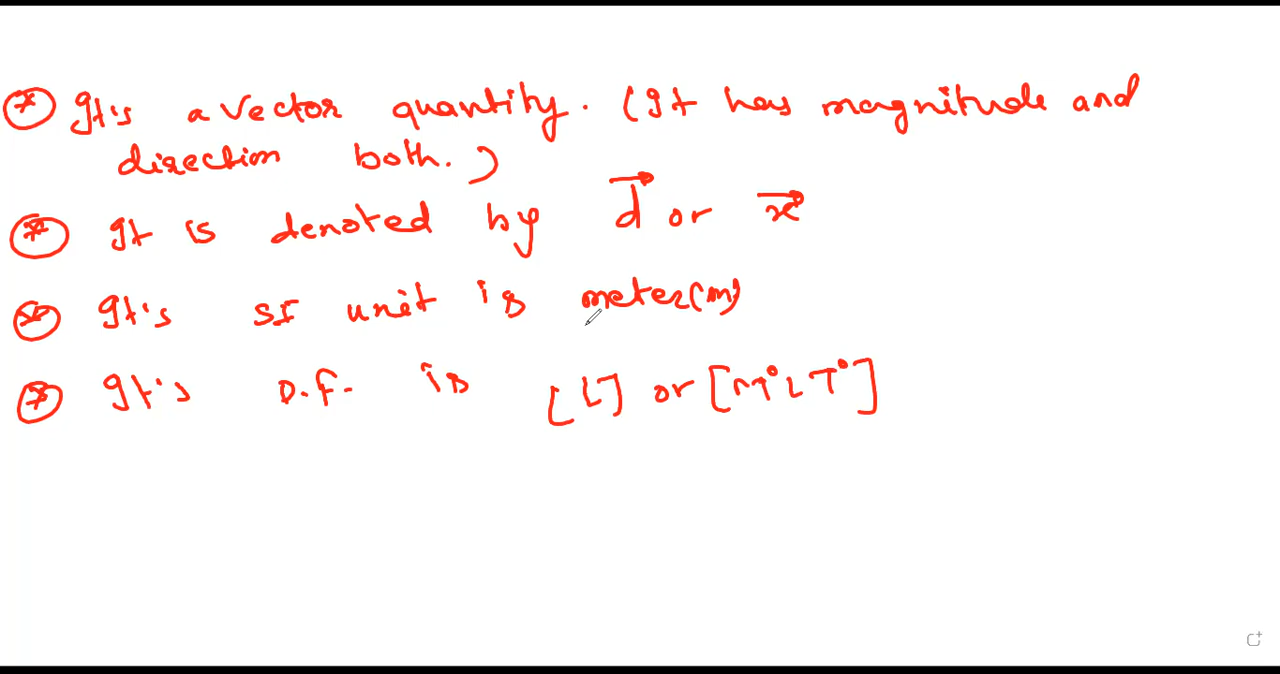 * It's a vector quantity. (It has magnitude and
direction both.)
* It is denoted by d⃗ or x⃗
* It's SI unit is meter(m)
* It's D.F. is [L] or [M⁰LT⁰]